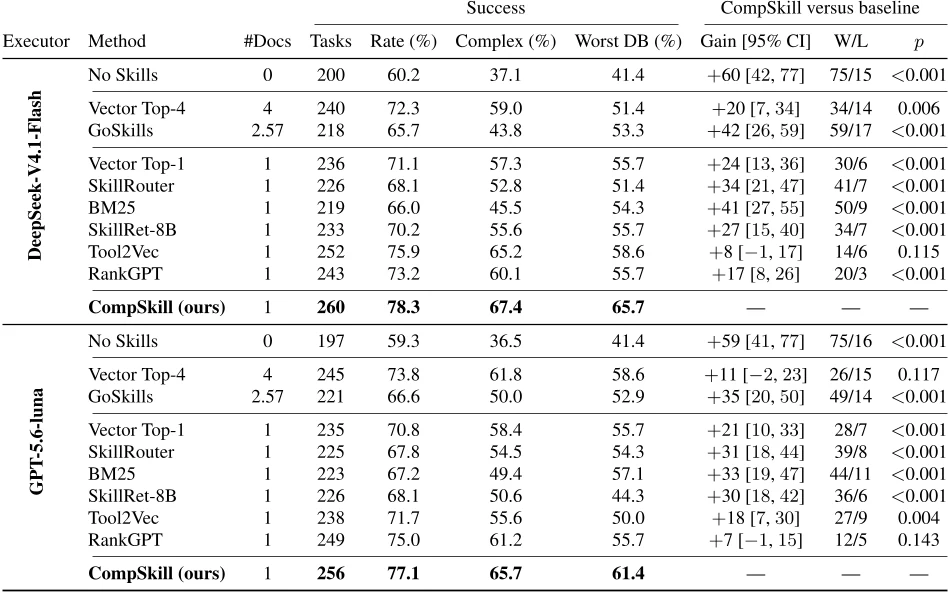 Success CompSkill versus baseline
Executor Method #Docs Tasks Rate (%) Complex (%) Worst DB (%) Gain [95% CI] W/L p
DeepSeek-V4.1-Flash
No Skills 0 200 60.2 37.1 41.4 +60 [42, 77] 75/15 <0.001
Vector Top-4 4 240 72.3 59.0 51.4 +20 [7, 34] 34/14 0.006
GoSkills 2.57 218 65.7 43.8 53.3 +42 [26, 59] 59/17 <0.001
Vector Top-1 1 236 71.1 57.3 55.7 +24 [13, 36] 30/6 <0.001
SkillRouter 1 226 68.1 52.8 51.4 +34 [21, 47] 41/7 <0.001
BM25 1 219 66.0 45.5 54.3 +41 [27, 55] 50/9 <0.001
SkillRet-8B 1 233 70.2 55.6 55.7 +27 [15, 40] 34/7 <0.001
Tool2Vec 1 252 75.9 65.2 58.6 +8 [−1, 17] 14/6 0.115
RankGPT 1 243 73.2 60.1 55.7 +17 [8, 26] 20/3 <0.001
CompSkill (ours) 1 260 78.3 67.4 65.7 — — —
GPT-5.6-luna
No Skills 0 197 59.3 36.5 41.4 +59 [41, 77] 75/16 <0.001
Vector Top-4 4 245 73.8 61.8 58.6 +11 [−2, 23] 26/15 0.117
GoSkills 2.57 221 66.6 50.0 52.9 +35 [20, 50] 49/14 <0.001
Vector Top-1 1 235 70.8 58.4 55.7 +21 [10, 33] 28/7 <0.001
SkillRouter 1 225 67.8 54.5 54.3 +31 [18, 44] 39/8 <0.001
BM25 1 223 67.2 49.4 57.1 +33 [19, 47] 44/11 <0.001
SkillRet-8B 1 226 68.1 50.6 44.3 +30 [18, 42] 36/6 <0.001
Tool2Vec 1 238 71.7 55.6 50.0 +18 [7, 30] 27/9 0.004
RankGPT 1 249 75.0 61.2 55.7 +7 [−1, 15] 12/5 0.143
CompSkill (ours) 1 256 77.1 65.7 61.4 — — —